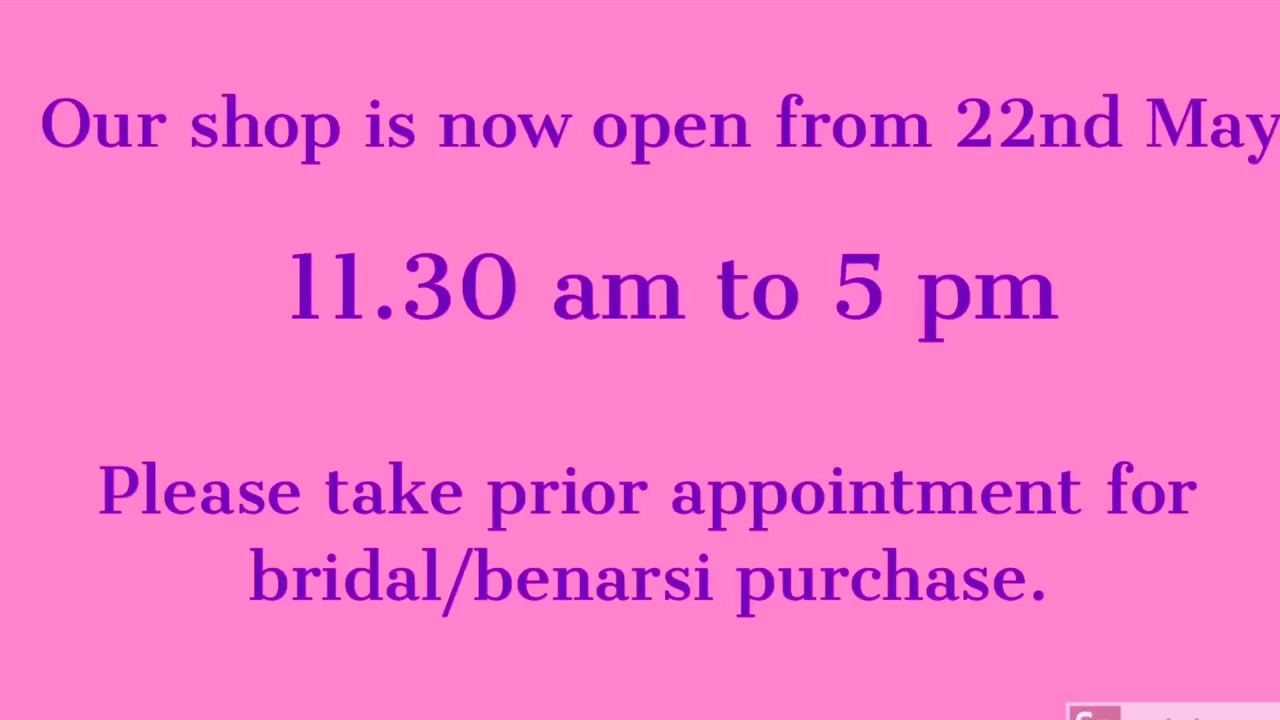 Our shop is now open from 22nd May
11.30 am to 5 pm
Please take prior appointment for
bridal/benarsi purchase.